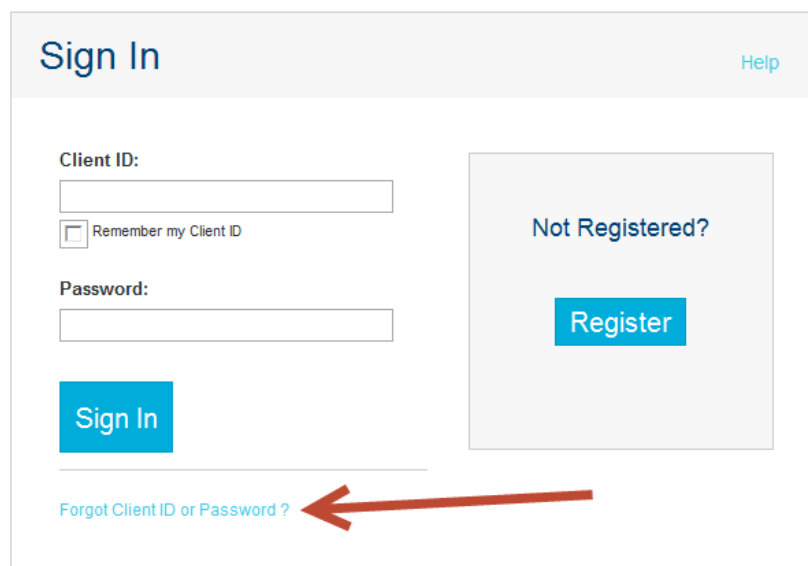 Sign In
Help
Client ID:
Remember my Client ID
Password:
Sign In
Forgot Client ID or Password ?
Not Registered?
Register